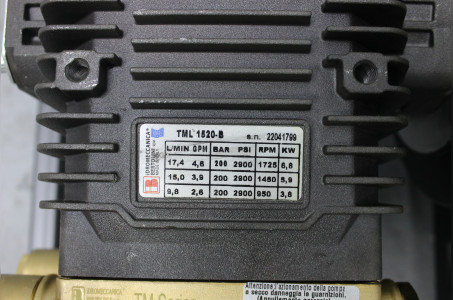 TML 1520-B s.n. 22041799
L/MIN GPM BAR PSI RPM KW
17,4 4,6 200 2900 1725 6,8
15,0 3,9 200 2900 1450 5,9
9,8 2,6 200 2900 950 3,8
IDROMECCANICA
B
Attenzione: l'azionamento della pompa
a secco danneggia le guarnizioni.